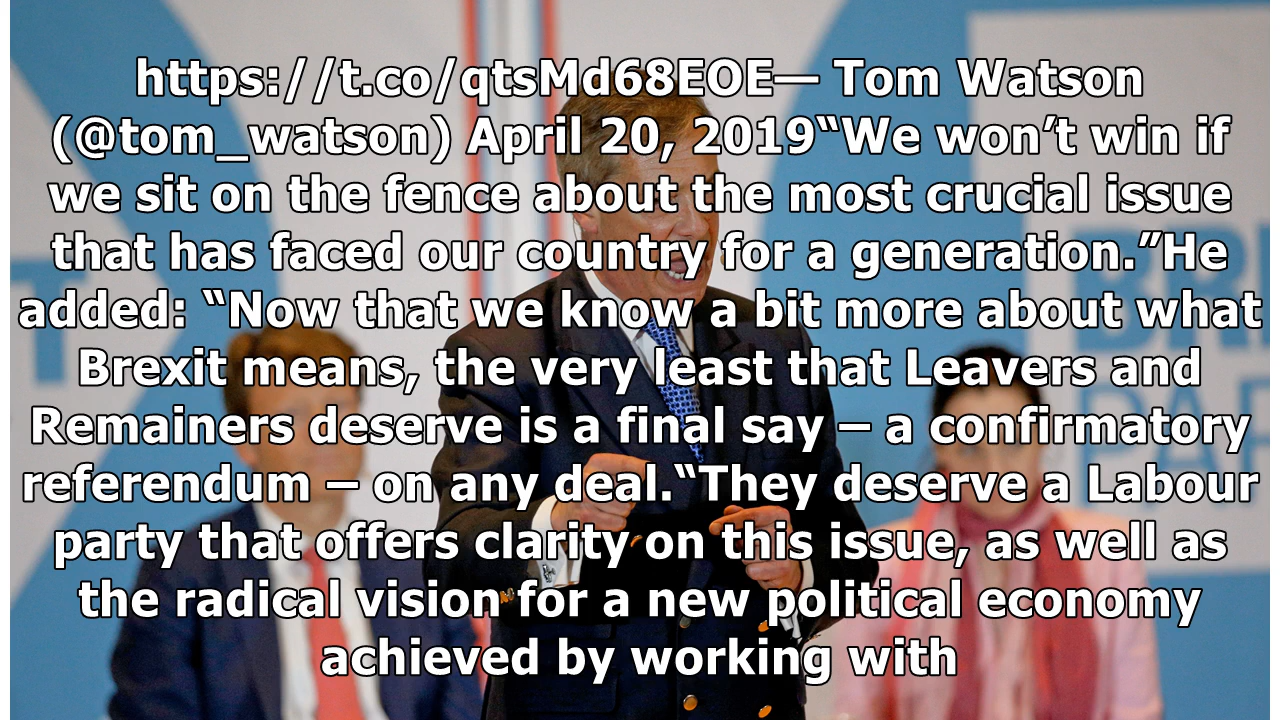 https://t.co/qtsMd68EOE— Tom Watson
(@tom_watson) April 20, 2019“We won’t win if
we sit on the fence about the most crucial issue
that has faced our country for a generation.”He
added: “Now that we know a bit more about what
Brexit means, the very least that Leavers and
Remainers deserve is a final say – a confirmatory
referendum – on any deal.“They deserve a Labour
party that offers clarity on this issue, as well as
the radical vision for a new political economy
achieved by working with